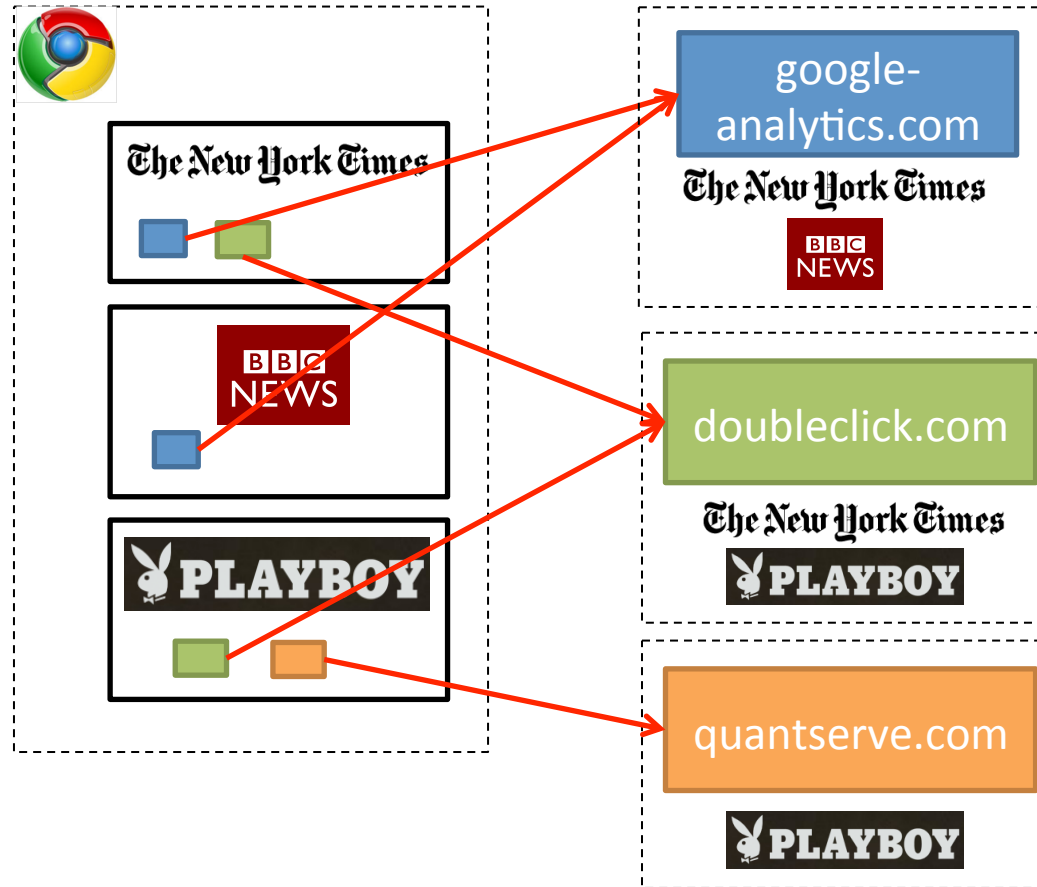 The New York Times
BBC
NEWS
PLAYBOY
google-
analytics.com
The New York Times
BBC
NEWS
doubleclick.com
The New York Times
PLAYBOY
quantserve.com
PLAYBOY